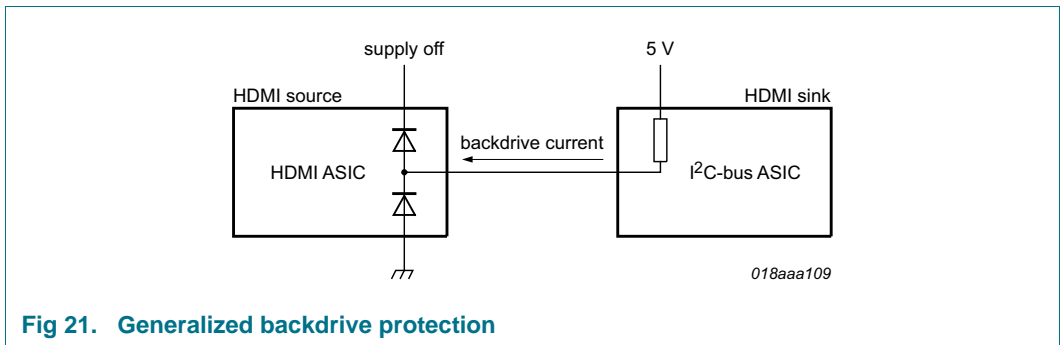 supply off
5 V
HDMI source
HDMI sink
backdrive current
HDMI ASIC
I2C-bus ASIC
018aaa109
Fig 21. Generalized backdrive protection